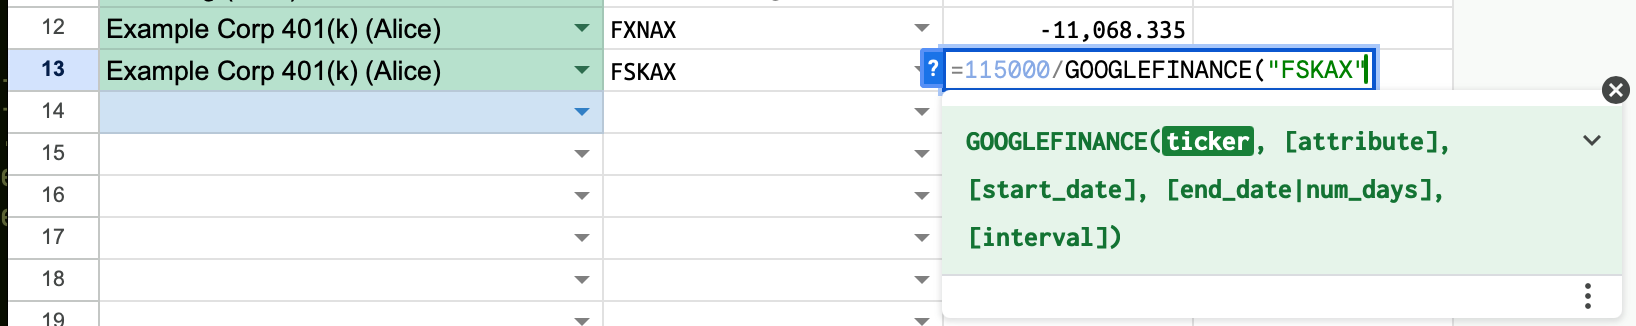 12 Example Corp 401(k) (Alice) FXNAX -11,068.335
13 Example Corp 401(k) (Alice) FSKAX ? =115000/GOOGLEFINANCE("FSKAX"
14
GOOGLEFINANCE(ticker, [attribute],
15
[start_date], [end_date|num_days],
16
[interval])
17
18
19